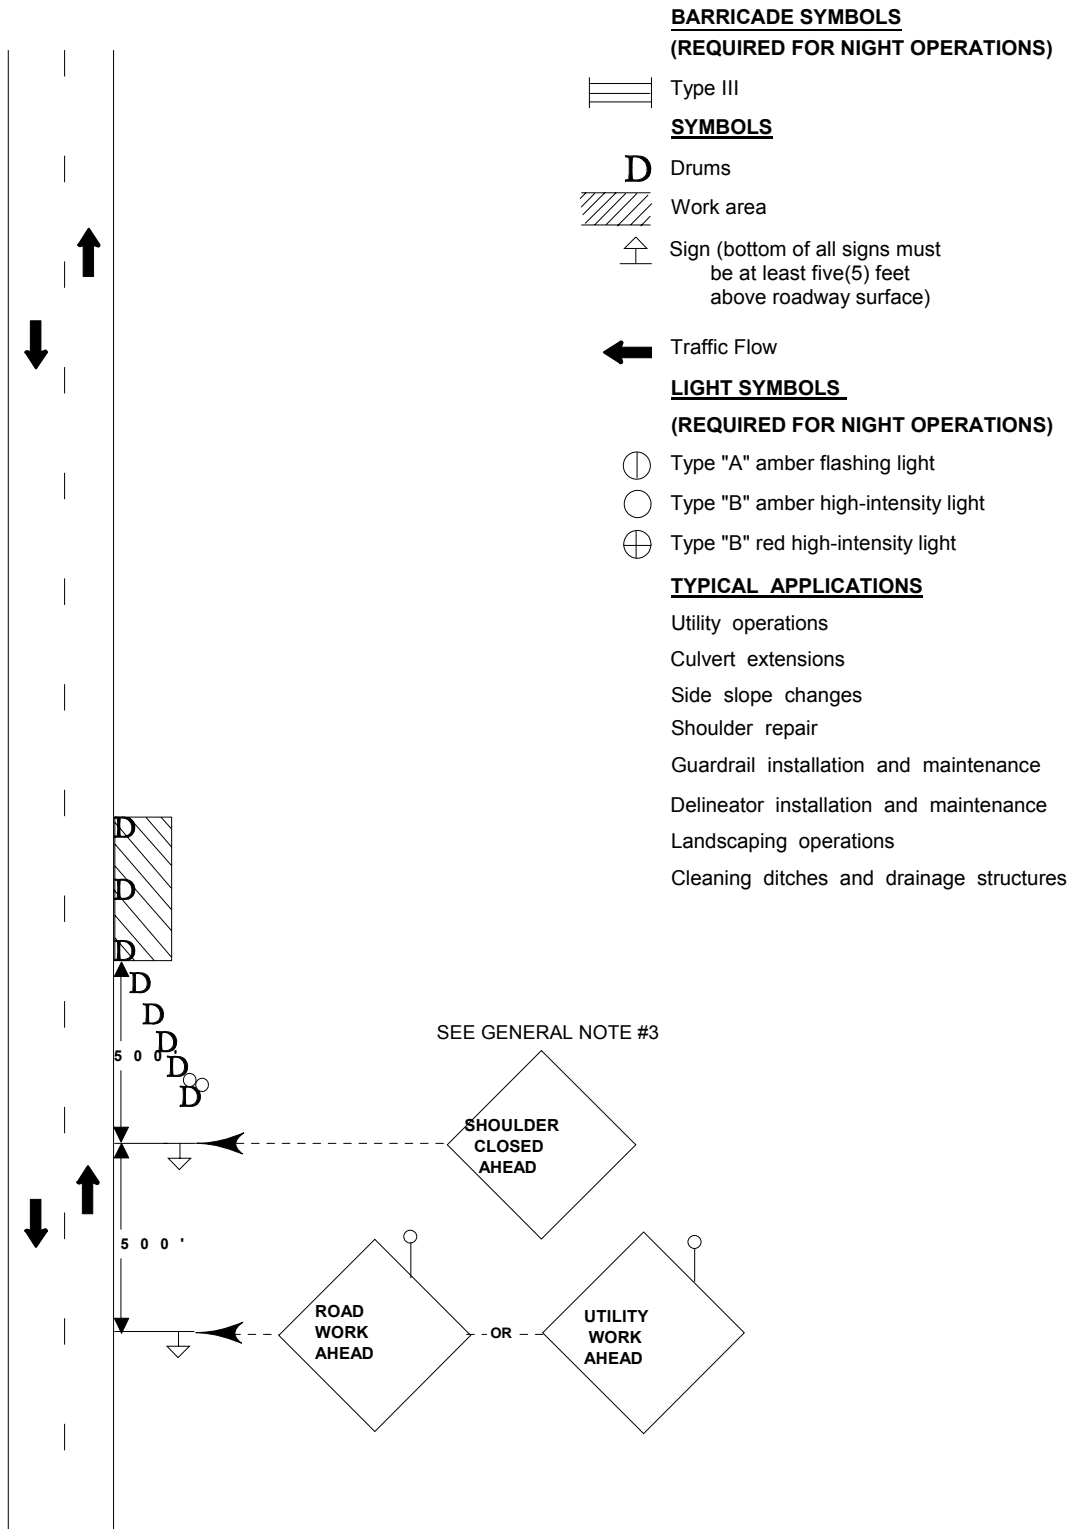 BARRICADE SYMBOLS
(REQUIRED FOR NIGHT OPERATIONS)
Type III
SYMBOLS
D Drums
Work area
Sign (bottom of all signs must
be at least five(5) feet
above roadway surface)
Traffic Flow
LIGHT SYMBOLS
(REQUIRED FOR NIGHT OPERATIONS)
Type "A" amber flashing light
Type "B" amber high-intensity light
Type "B" red high-intensity light
TYPICAL APPLICATIONS
Utility operations
Culvert extensions
Side slope changes
Shoulder repair
Guardrail installation and maintenance
Delineator installation and maintenance
Landscaping operations
Cleaning ditches and drainage structures
D
D
D
D
D
D
D
D
500'
SEE GENERAL NOTE #3
SHOULDER
CLOSED
AHEAD
500'
ROAD
WORK
AHEAD
OR
UTILITY
WORK
AHEAD